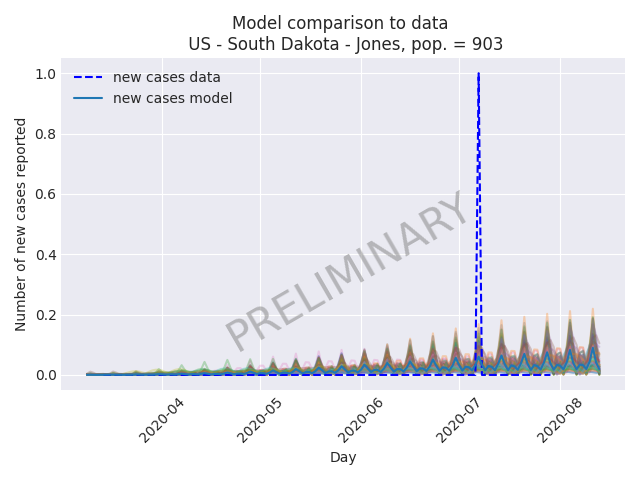 Model comparison to data
US - South Dakota - Jones, pop. = 903
new cases data
new cases model
1.0
0.8
0.6
0.4
0.2
0.0
Number of new cases reported
PRELIMINARY
2020-04
2020-05
2020-06
2020-07
2020-08
Day